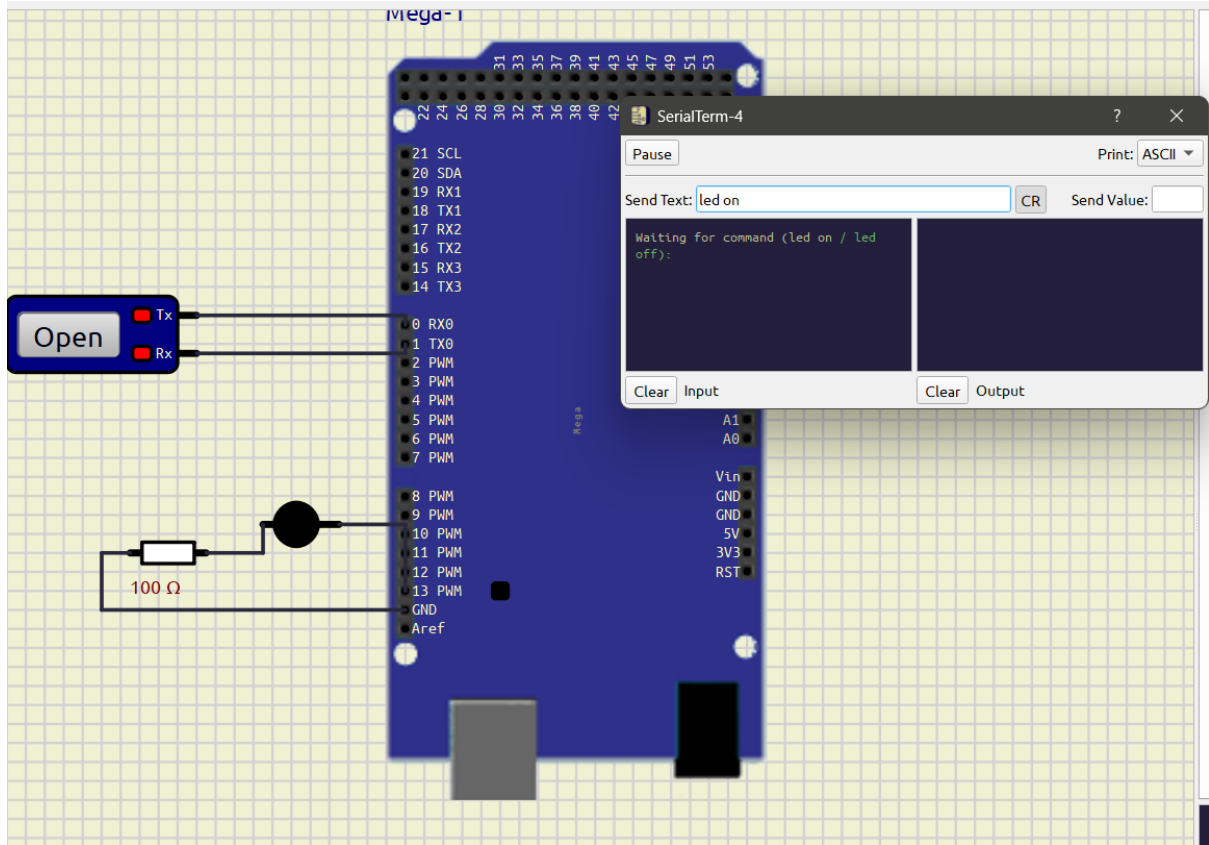 Mega-1
31 33 35 37 39 41 43 45 47 49 51 53
22 24 26 28 30 32 34 36 38 40 42
SerialTerm-4
? ×
Pause
Print: ASCII
Send Text: led on
CR
Send Value:
Waiting for command (led on / led
off):
Clear Input
Clear Output
21 SCL
20 SDA
19 RX1
18 TX1
17 RX2
16 TX2
15 RX3
14 TX3
0 RX0
1 TX0
2 PWM
3 PWM
4 PWM
5 PWM
6 PWM
7 PWM
8 PWM
9 PWM
10 PWM
11 PWM
12 PWM
13 PWM
GND
Aref
Open
Tx
Rx
100 Ω
Mega
A1
A0
Vin
GND
GND
5V
3V3
RST